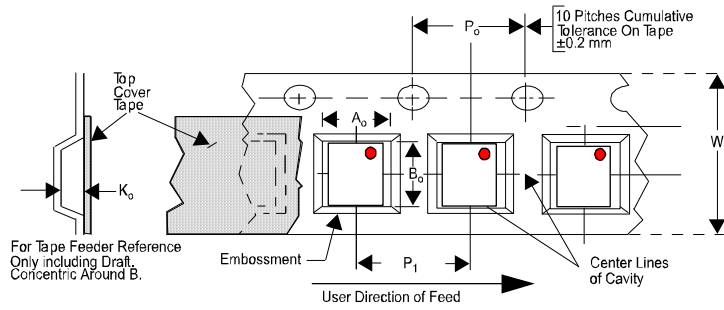 10 Pitches Cumulative
Tolerance On Tape
±0.2 mm
Po
Top
Cover
Tape
Ao
W
Bo
Ko
For Tape Feeder Reference
Only including Draft.
Concentric Around B.
Embossment
P1
Center Lines
of Cavity
User Direction of Feed